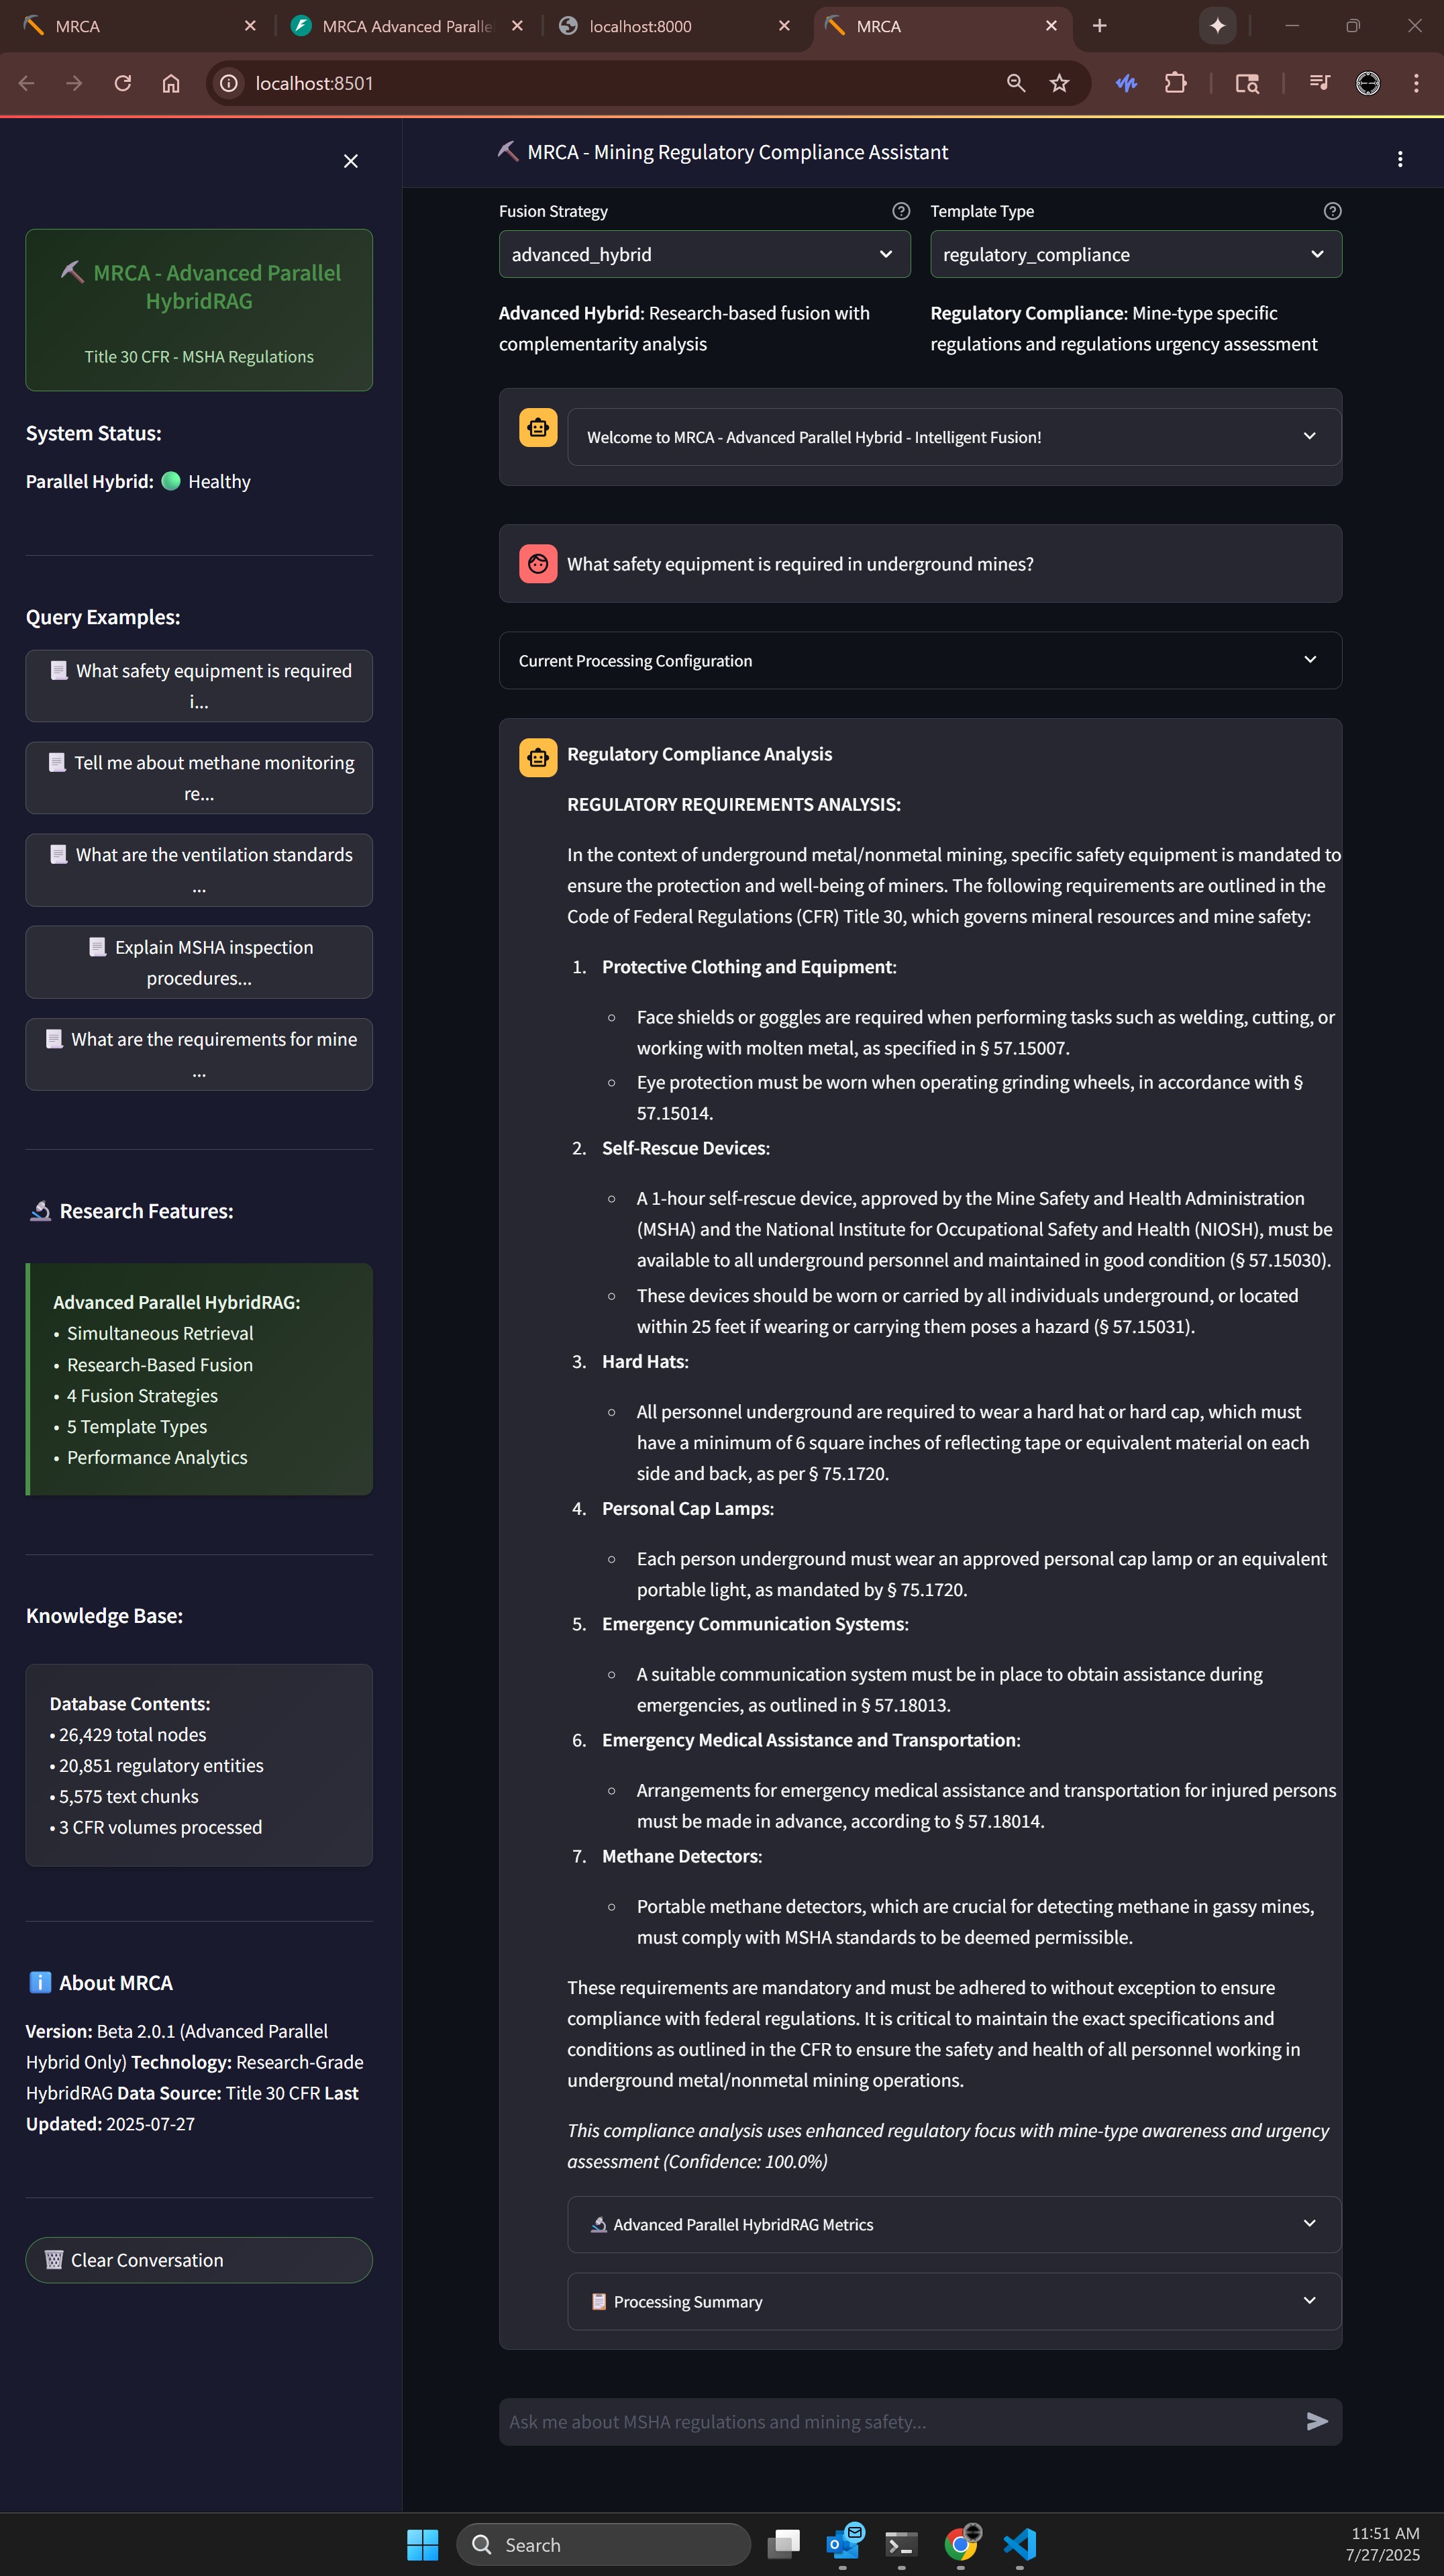 MRCA
MRCA Advanced Paralle
localhost:8000
MRCA
localhost:8501
MRCA - Advanced Parallel
HybridRAG
Title 30 CFR - MSHA Regulations
System Status:
Parallel Hybrid: Healthy
Query Examples:
What safety equipment is required
i...
Tell me about methane monitoring
re...
What are the ventilation standards
...
Explain MSHA inspection
procedures...
What are the requirements for mine
...
Research Features:
Advanced Parallel HybridRAG:
• Simultaneous Retrieval
• Research-Based Fusion
• 4 Fusion Strategies
• 5 Template Types
• Performance Analytics
Knowledge Base:
Database Contents:
• 26,429 total nodes
• 20,851 regulatory entities
• 5,575 text chunks
• 3 CFR volumes processed
About MRCA
Version: Beta 2.0.1 (Advanced Parallel
Hybrid Only) Technology: Research-Grade
HybridRAG Data Source: Title 30 CFR Last
Updated: 2025-07-27
Clear Conversation
MRCA - Mining Regulatory Compliance Assistant
Fusion Strategy
advanced_hybrid
Advanced Hybrid: Research-based fusion with
complementarity analysis
Template Type
regulatory_compliance
Regulatory Compliance: Mine-type specific
regulations and regulations urgency assessment
Welcome to MRCA - Advanced Parallel Hybrid - Intelligent Fusion!
What safety equipment is required in underground mines?
Current Processing Configuration
Regulatory Compliance Analysis
REGULATORY REQUIREMENTS ANALYSIS:
In the context of underground metal/nonmetal mining, specific safety equipment is mandated to
ensure the protection and well-being of miners. The following requirements are outlined in the
Code of Federal Regulations (CFR) Title 30, which governs mineral resources and mine safety:
1. Protective Clothing and Equipment:
○ Face shields or goggles are required when performing tasks such as welding, cutting, or
working with molten metal, as specified in § 57.15007.
○ Eye protection must be worn when operating grinding wheels, in accordance with §
57.15014.
2. Self-Rescue Devices:
○ A 1-hour self-rescue device, approved by the Mine Safety and Health Administration
(MSHA) and the National Institute for Occupational Safety and Health (NIOSH), must be
available to all underground personnel and maintained in good condition (§ 57.15030).
○ These devices should be worn or carried by all individuals underground, or located
within 25 feet if wearing or carrying them poses a hazard (§ 57.15031).
3. Hard Hats:
○ All personnel underground are required to wear a hard hat or hard cap, which must
have a minimum of 6 square inches of reflecting tape or equivalent material on each
side and back, as per § 75.1720.
4. Personal Cap Lamps:
○ Each person underground must wear an approved personal cap lamp or an equivalent
portable light, as mandated by § 75.1720.
5. Emergency Communication Systems:
○ A suitable communication system must be in place to obtain assistance during
emergencies, as outlined in § 57.18013.
6. Emergency Medical Assistance and Transportation:
○ Arrangements for emergency medical assistance and transportation for injured persons
must be made in advance, according to § 57.18014.
7. Methane Detectors:
○ Portable methane detectors, which are crucial for detecting methane in gassy mines,
must comply with MSHA standards to be deemed permissible.
These requirements are mandatory and must be adhered to without exception to ensure
compliance with federal regulations. It is critical to maintain the exact specifications and
conditions as outlined in the CFR to ensure the safety and health of all personnel working in
underground metal/nonmetal mining operations.
This compliance analysis uses enhanced regulatory focus with mine-type awareness and urgency
assessment (Confidence: 100.0%)
Advanced Parallel HybridRAG Metrics
Processing Summary
Ask me about MSHA regulations and mining safety...
Search
11:51 AM
7/27/2025